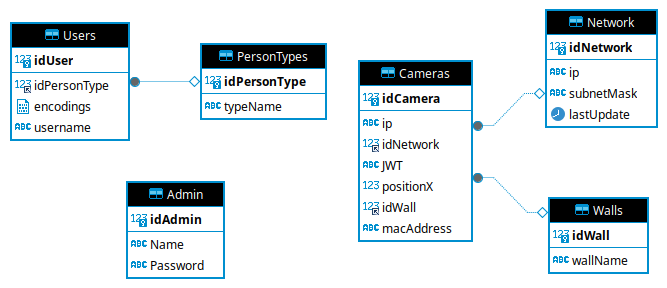 Users
123 idUser
123 idPersonType
encodings
ABC username
PersonTypes
123 idPersonType
ABC typeName
Admin
123 idAdmin
ABC Name
ABC Password
Cameras
123 idCamera
ABC ip
123 idNetwork
ABC JWT
123 positionX
123 idWall
ABC macAddress
Network
123 idNetwork
ABC ip
ABC subnetMask
lastUpdate
Walls
123 idWall
ABC wallName